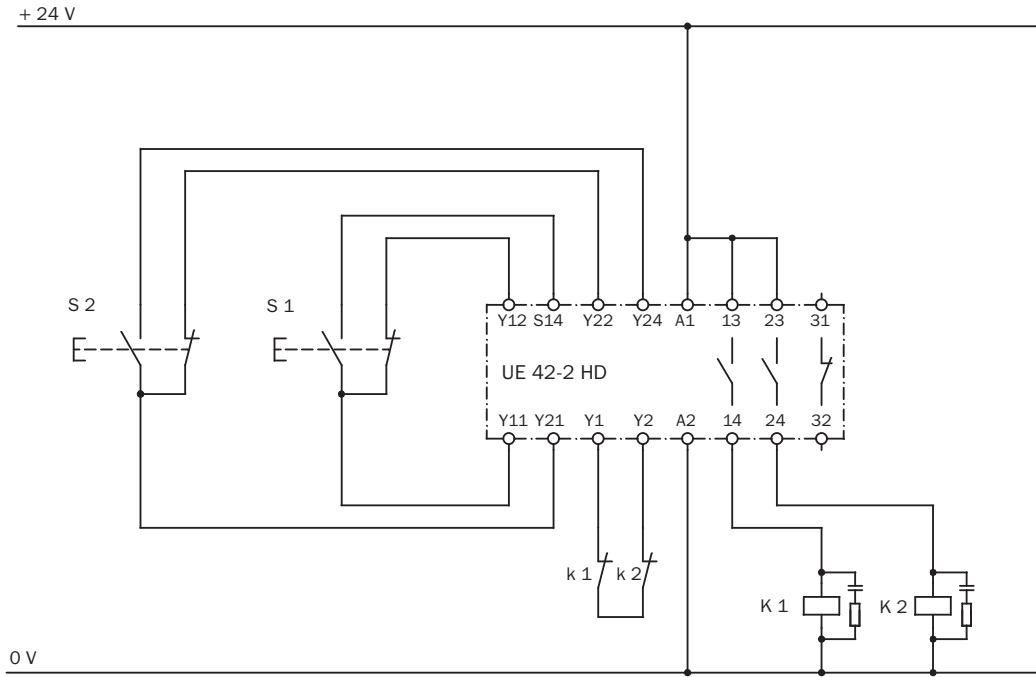 + 24 V
S 2
S 1
Y12 S14 Y22 Y24 A1 13 23 31
UE 42-2 HD
Y11 Y21 Y1 Y2 A2 14 24 32
k 1 k 2
K 1 K 2
0 V